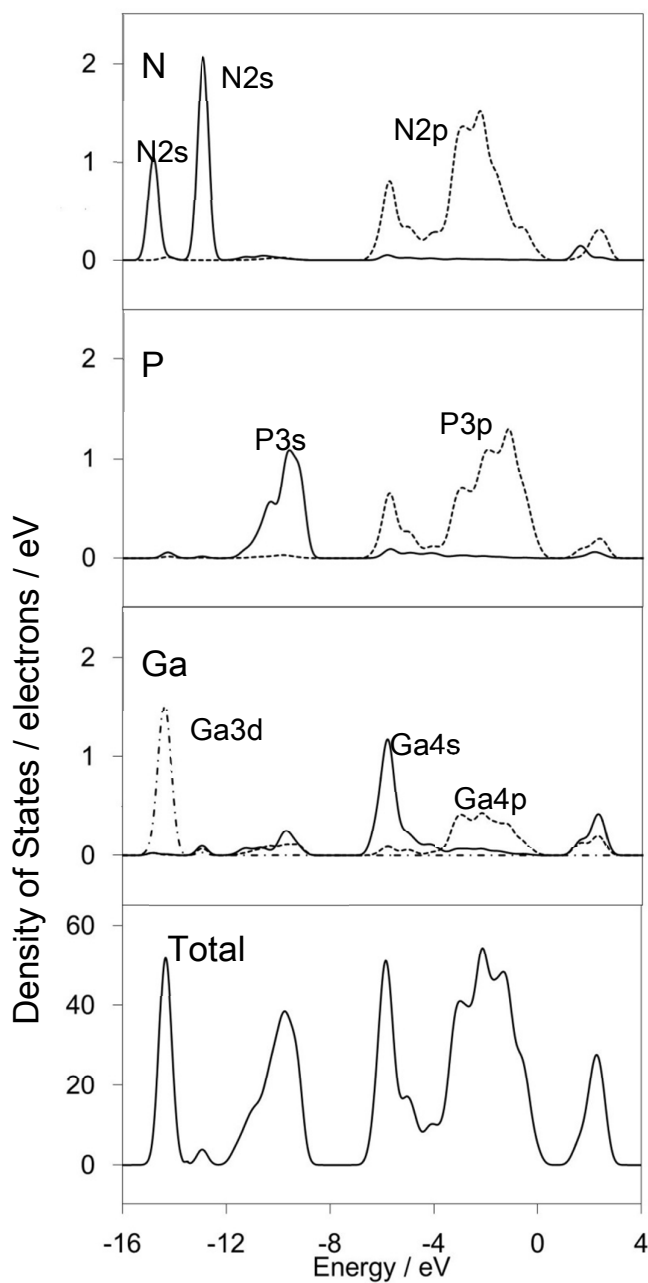 Density of States / electrons / eV
N
N2s
N2s
N2p
2
1
0
P
P3s
P3p
2
1
0
Ga
Ga3d
Ga4s
Ga4p
2
1
0
Total
60
40
20
0
-16 -12 -8 -4 0 4
Energy / eV